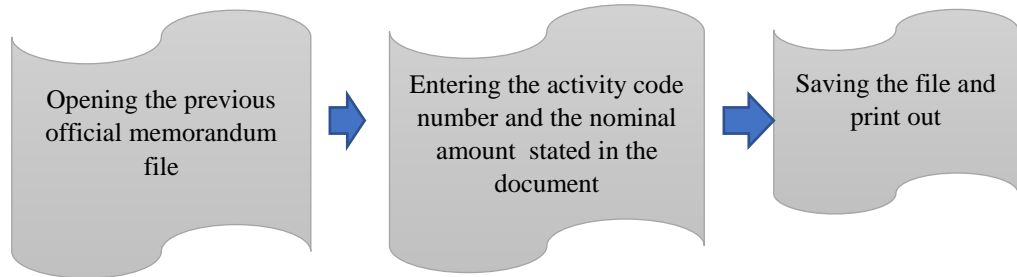 Opening the previous
official memorandum
file
Entering the activity code
number and the nominal
amount stated in the
document
Saving the file and
print out